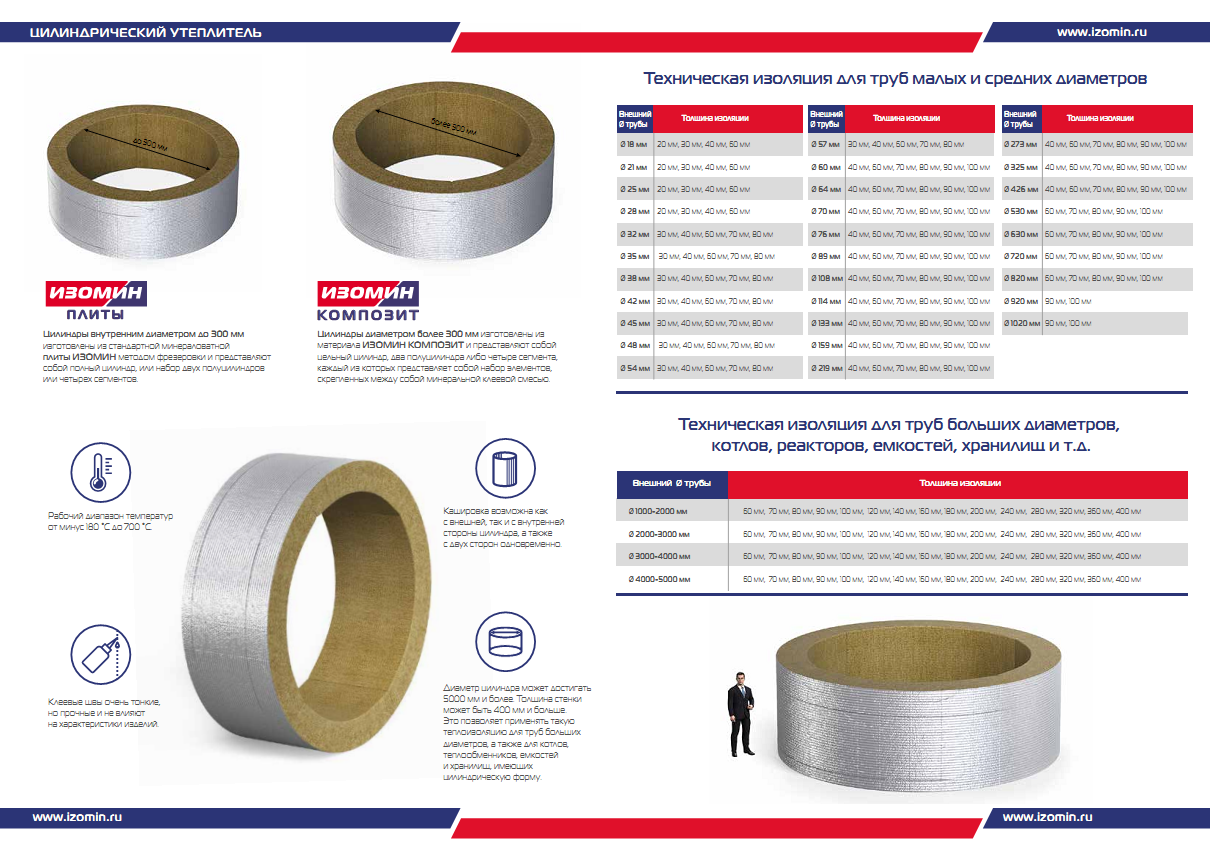 ЦИЛИНДРИЧЕСКИЙ УТЕПЛИТЕЛЬ
www.izomin.ru
до 300 мм
более 300 мм
ИЗОМИН
ПЛИТЫ
Цилиндры внутренним диаметром до 300 мм
изготовлены из стандартной минераловатной
плиты ИЗОМИН методом фрезеровки и представляют
собой полный цилиндр, или набор двух полуцилиндров
или четырех сегментов.
ИЗОМИН
КОМПОЗИТ
Цилиндры диаметром более 300 мм изготовлены из
материала ИЗОМИН КОМПОЗИТ и представляют собой
цельный цилиндр, два полуцилиндра либо четыре сегмента,
каждый из которых представляет собой набор элементов,
скрепленных между собой минеральной клеевой смесью.
Рабочий диапазон температур
от минус 180 °С до 700 °С.
Кашировка возможна как
с внешней, так и с внутренней
стороны цилиндра, а также
с двух сторон одновременно.
Клеевые швы очень тонкие,
но прочные и не влияют
на характеристики изделий.
Диаметр цилиндра может достигать
5000 мм и более. Толщина стенки
может быть 400 мм и больше.
Это позволяет применять такую
теплоизоляцию для труб больших
диаметров, а также для котлов,
теплообменников, емкостей
и хранилищ, имеющих
цилиндрическую форму.
Техническая изоляция для труб малых и средних диаметров
Внешний
Ø трубы
Толщина изоляции
Ø 18 мм 20 мм, 30 мм, 40 мм, 50 мм
Ø 21 мм 20 мм, 30 мм, 40 мм, 50 мм
Ø 25 мм 20 мм, 30 мм, 40 мм, 50 мм
Ø 28 мм 20 мм, 30 мм, 40 мм, 50 мм
Ø 32 мм 30 мм, 40 мм, 50 мм, 70 мм, 80 мм
Ø 35 мм 30 мм, 40 мм, 50 мм, 70 мм, 80 мм
Ø 38 мм 30 мм, 40 мм, 50 мм, 70 мм, 80 мм
Ø 42 мм 30 мм, 40 мм, 50 мм, 70 мм, 80 мм
Ø 45 мм 30 мм, 40 мм, 50 мм, 70 мм, 80 мм
Ø 48 мм 30 мм, 40 мм, 50 мм, 70 мм, 80 мм
Ø 54 мм 30 мм, 40 мм, 50 мм, 70 мм, 80 мм
Внешний
Ø трубы
Толщина изоляции
Ø 57 мм 30 мм, 40 мм, 50 мм, 70 мм, 80 мм
Ø 60 мм 40 мм, 50 мм, 70 мм, 80 мм, 90 мм, 100 мм
Ø 64 мм 40 мм, 50 мм, 70 мм, 80 мм, 90 мм, 100 мм
Ø 70 мм 40 мм, 50 мм, 70 мм, 80 мм, 90 мм, 100 мм
Ø 76 мм 40 мм, 50 мм, 70 мм, 80 мм, 90 мм, 100 мм
Ø 89 мм 40 мм, 50 мм, 70 мм, 80 мм, 90 мм, 100 мм
Ø 108 мм 40 мм, 50 мм, 70 мм, 80 мм, 90 мм, 100 мм
Ø 114 мм 40 мм, 50 мм, 70 мм, 80 мм, 90 мм, 100 мм
Ø 133 мм 40 мм, 50 мм, 70 мм, 80 мм, 90 мм, 100 мм
Ø 159 мм 40 мм, 50 мм, 70 мм, 80 мм, 90 мм, 100 мм
Ø 219 мм 40 мм, 50 мм, 70 мм, 80 мм, 90 мм, 100 мм
Внешний
Ø трубы
Толщина изоляции
Ø 273 мм 40 мм, 50 мм, 70 мм, 80 мм, 90 мм, 100 мм
Ø 325 мм 40 мм, 50 мм, 70 мм, 80 мм, 90 мм, 100 мм
Ø 426 мм 40 мм, 50 мм, 70 мм, 80 мм, 90 мм, 100 мм
Ø 530 мм 50 мм, 70 мм, 80 мм, 90 мм, 100 мм
Ø 630 мм 50 мм, 70 мм, 80 мм, 90 мм, 100 мм
Ø 720 мм 50 мм, 70 мм, 80 мм, 90 мм, 100 мм
Ø 820 мм 50 мм, 70 мм, 80 мм, 90 мм, 100 мм
Ø 920 мм 90 мм, 100 мм
Ø 1020 мм 90 мм, 100 мм
Техническая изоляция для труб больших диаметров,
котлов, реакторов, емкостей, хранилищ и т.д.
Внешний Ø трубы Толщина изоляции
Ø 1000-2000 мм 50 мм, 70 мм, 80 мм, 90 мм, 100 мм, 120 мм, 140 мм, 150 мм, 180 мм, 200 мм, 240 мм, 280 мм, 320 мм, 350 мм, 400 мм
Ø 2000-3000 мм 50 мм, 70 мм, 80 мм, 90 мм, 100 мм, 120 мм, 140 мм, 150 мм, 180 мм, 200 мм, 240 мм, 280 мм, 320 мм, 350 мм, 400 мм
Ø 3000-4000 мм 50 мм, 70 мм, 80 мм, 90 мм, 100 мм, 120 мм, 140 мм, 150 мм, 180 мм, 200 мм, 240 мм, 280 мм, 320 мм, 350 мм, 400 мм
Ø 4000-5000 мм 50 мм, 70 мм, 80 мм, 90 мм, 100 мм, 120 мм, 140 мм, 150 мм, 180 мм, 200 мм, 240 мм, 280 мм, 320 мм, 350 мм, 400 мм
www.izomin.ru
www.izomin.ru